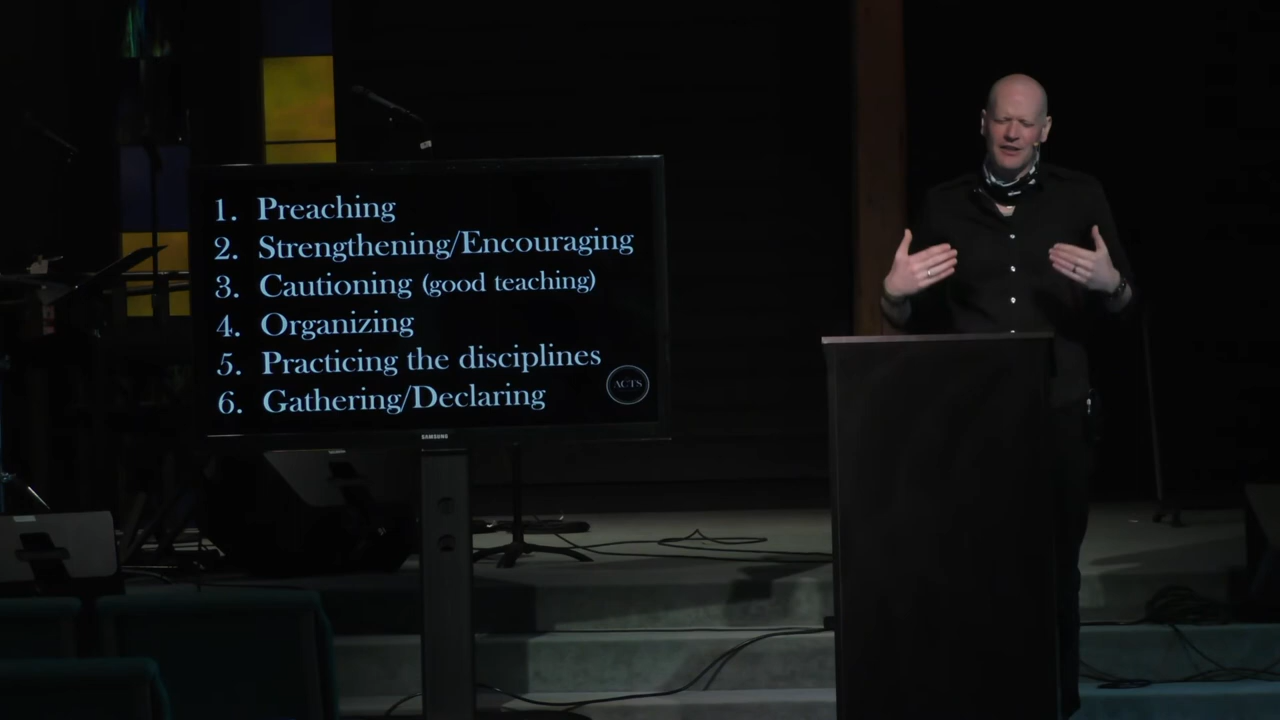 1. Preaching
2. Strengthening/Encouraging
3. Cautioning (good teaching)
4. Organizing
5. Practicing the disciplines
6. Gathering/Declaring
ACTS
SAMSUNG